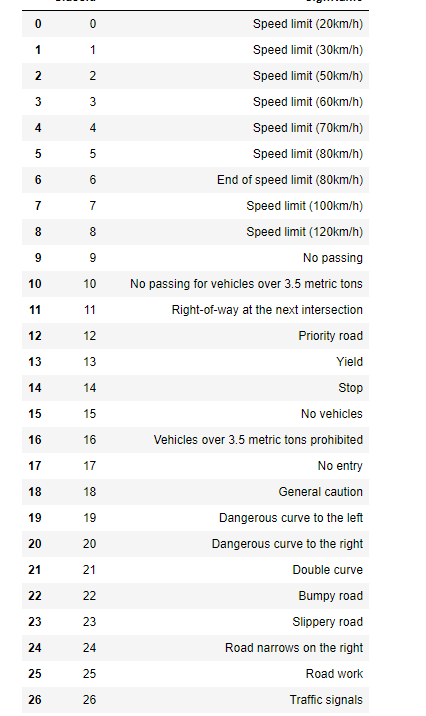 0 0 Speed limit (20km/h)
1 1 Speed limit (30km/h)
2 2 Speed limit (50km/h)
3 3 Speed limit (60km/h)
4 4 Speed limit (70km/h)
5 5 Speed limit (80km/h)
6 6 End of speed limit (80km/h)
7 7 Speed limit (100km/h)
8 8 Speed limit (120km/h)
9 9 No passing
10 10 No passing for vehicles over 3.5 metric tons
11 11 Right-of-way at the next intersection
12 12 Priority road
13 13 Yield
14 14 Stop
15 15 No vehicles
16 16 Vehicles over 3.5 metric tons prohibited
17 17 No entry
18 18 General caution
19 19 Dangerous curve to the left
20 20 Dangerous curve to the right
21 21 Double curve
22 22 Bumpy road
23 23 Slippery road
24 24 Road narrows on the right
25 25 Road work
26 26 Traffic signals